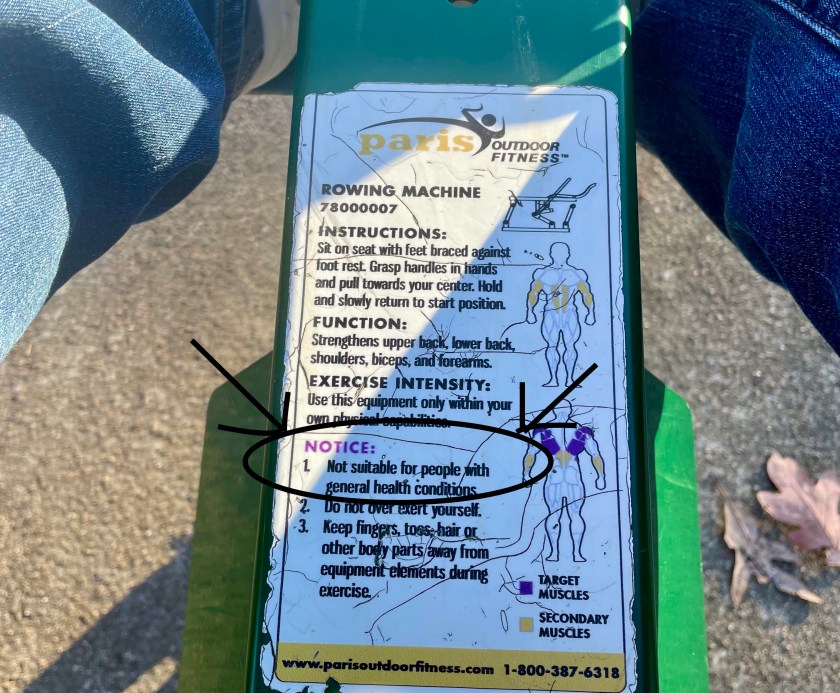 paris OUTDOOR
FITNESS™
ROWING MACHINE
78000007
INSTRUCTIONS:
Sit on seat with feet braced against
foot rest. Grasp handles in hands
and pull towards your center. Hold
and slowly return to start position.
FUNCTION:
Strengthens upper back, lower back,
shoulders, biceps, and forearms.
EXERCISE INTENSITY:
Use this equipment only within your
own physical capabilities.
NOTICE:
1. Not suitable for people with
general health conditions.
2. Do not over exert yourself.
3. Keep fingers, toes, hair or
other body parts away from
equipment elements during
exercise.
TARGET
MUSCLES
SECONDARY
MUSCLES
www.parisoutdoorfitness.com 1-800-387-6318